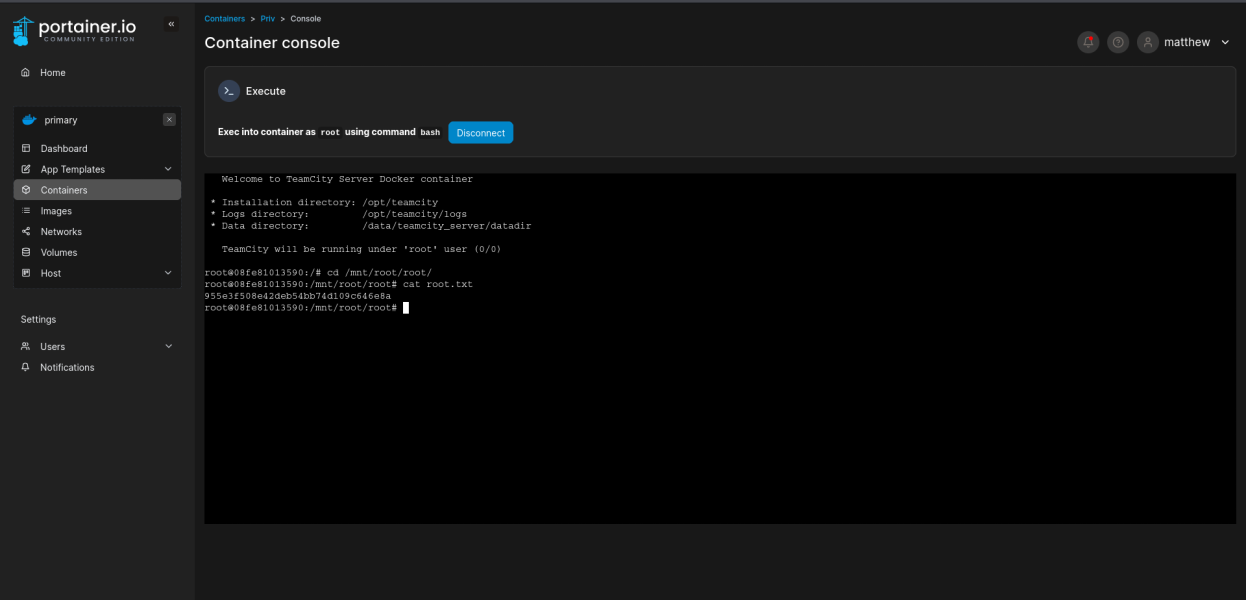 portainer.io
COMMUNITY EDITION
«
Home
primary
Dashboard
App Templates
Containers
Images
Networks
Volumes
Host
Settings
Users
Notifications
Containers > Priv > Console
Container console
matthew
>_ Execute
Exec into container as root using command bash Disconnect
Welcome to TeamCity Server Docker container
* Installation directory: /opt/teamcity
* Logs directory: /opt/teamcity/logs
* Data directory: /data/teamcity_server/datadir
TeamCity will be running under 'root' user (0/0)
root@08fe81013590:/# cd /mnt/root/root/
root@08fe81013590:/mnt/root/root# cat root.txt
955e3f508e42deb54bb74d109c646e8a
root@08fe81013590:/mnt/root/root#